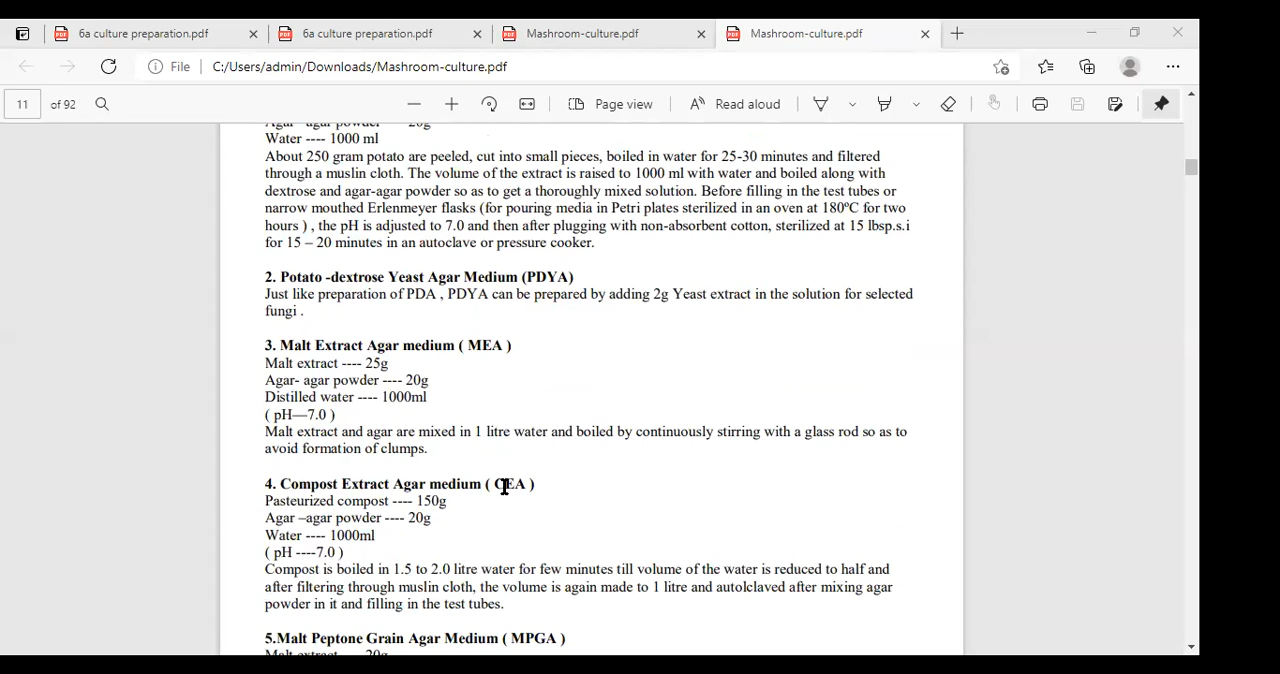 6a culture preparation.pdf
6a culture preparation.pdf
Mashroom-culture.pdf
Mashroom-culture.pdf
File C:/Users/admin/Downloads/Mashroom-culture.pdf
11 of 92
Page view
Read aloud
Agar –agar powder ---- 20g
Water ---- 1000 ml
About 250 gram potato are peeled, cut into small pieces, boiled in water for 25-30 minutes and filtered
through a muslin cloth. The volume of the extract is raised to 1000 ml with water and boiled along with
dextrose and agar-agar powder so as to get a thoroughly mixed solution. Before filling in the test tubes or
narrow mouthed Erlenmeyer flasks (for pouring media in Petri plates sterilized in an oven at 180ºC for two
hours ) , the pH is adjusted to 7.0 and then after plugging with non-absorbent cotton, sterilized at 15 lbsp.s.i
for 15 – 20 minutes in an autoclave or pressure cooker.
2. Potato -dextrose Yeast Agar Medium (PDYA)
Just like preparation of PDA , PDYA can be prepared by adding 2g Yeast extract in the solution for selected
fungi .
3. Malt Extract Agar medium ( MEA )
Malt extract ---- 25g
Agar- agar powder ---- 20g
Distilled water ---- 1000ml
( pH—7.0 )
Malt extract and agar are mixed in 1 litre water and boiled by continuously stirring with a glass rod so as to
avoid formation of clumps.
4. Compost Extract Agar medium ( CEA )
Pasteurized compost ---- 150g
Agar –agar powder ---- 20g
Water ---- 1000ml
( pH ----7.0 )
Compost is boiled in 1.5 to 2.0 litre water for few minutes till volume of the water is reduced to half and
after filtering through muslin cloth, the volume is again made to 1 litre and autolclaved after mixing agar
powder in it and filling in the test tubes.
5.Malt Peptone Grain Agar Medium ( MPGA )
Malt extract ---- 20g